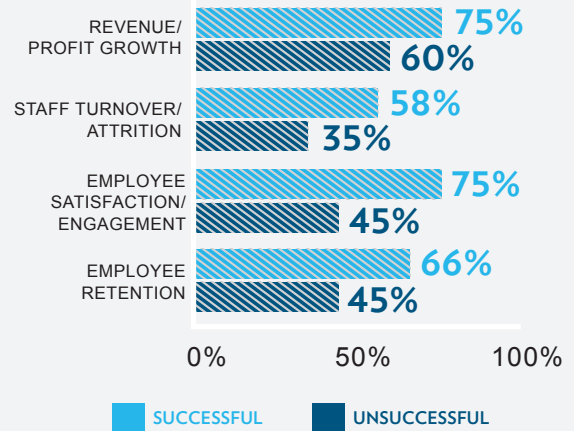 REVENUE/
PROFIT GROWTH
75%
60%
STAFF TURNOVER/
ATTRITION
58%
35%
EMPLOYEE
SATISFACTION/
ENGAGEMENT
75%
45%
EMPLOYEE
RETENTION
66%
45%
0% 50% 100%
SUCCESSFUL UNSUCCESSFUL